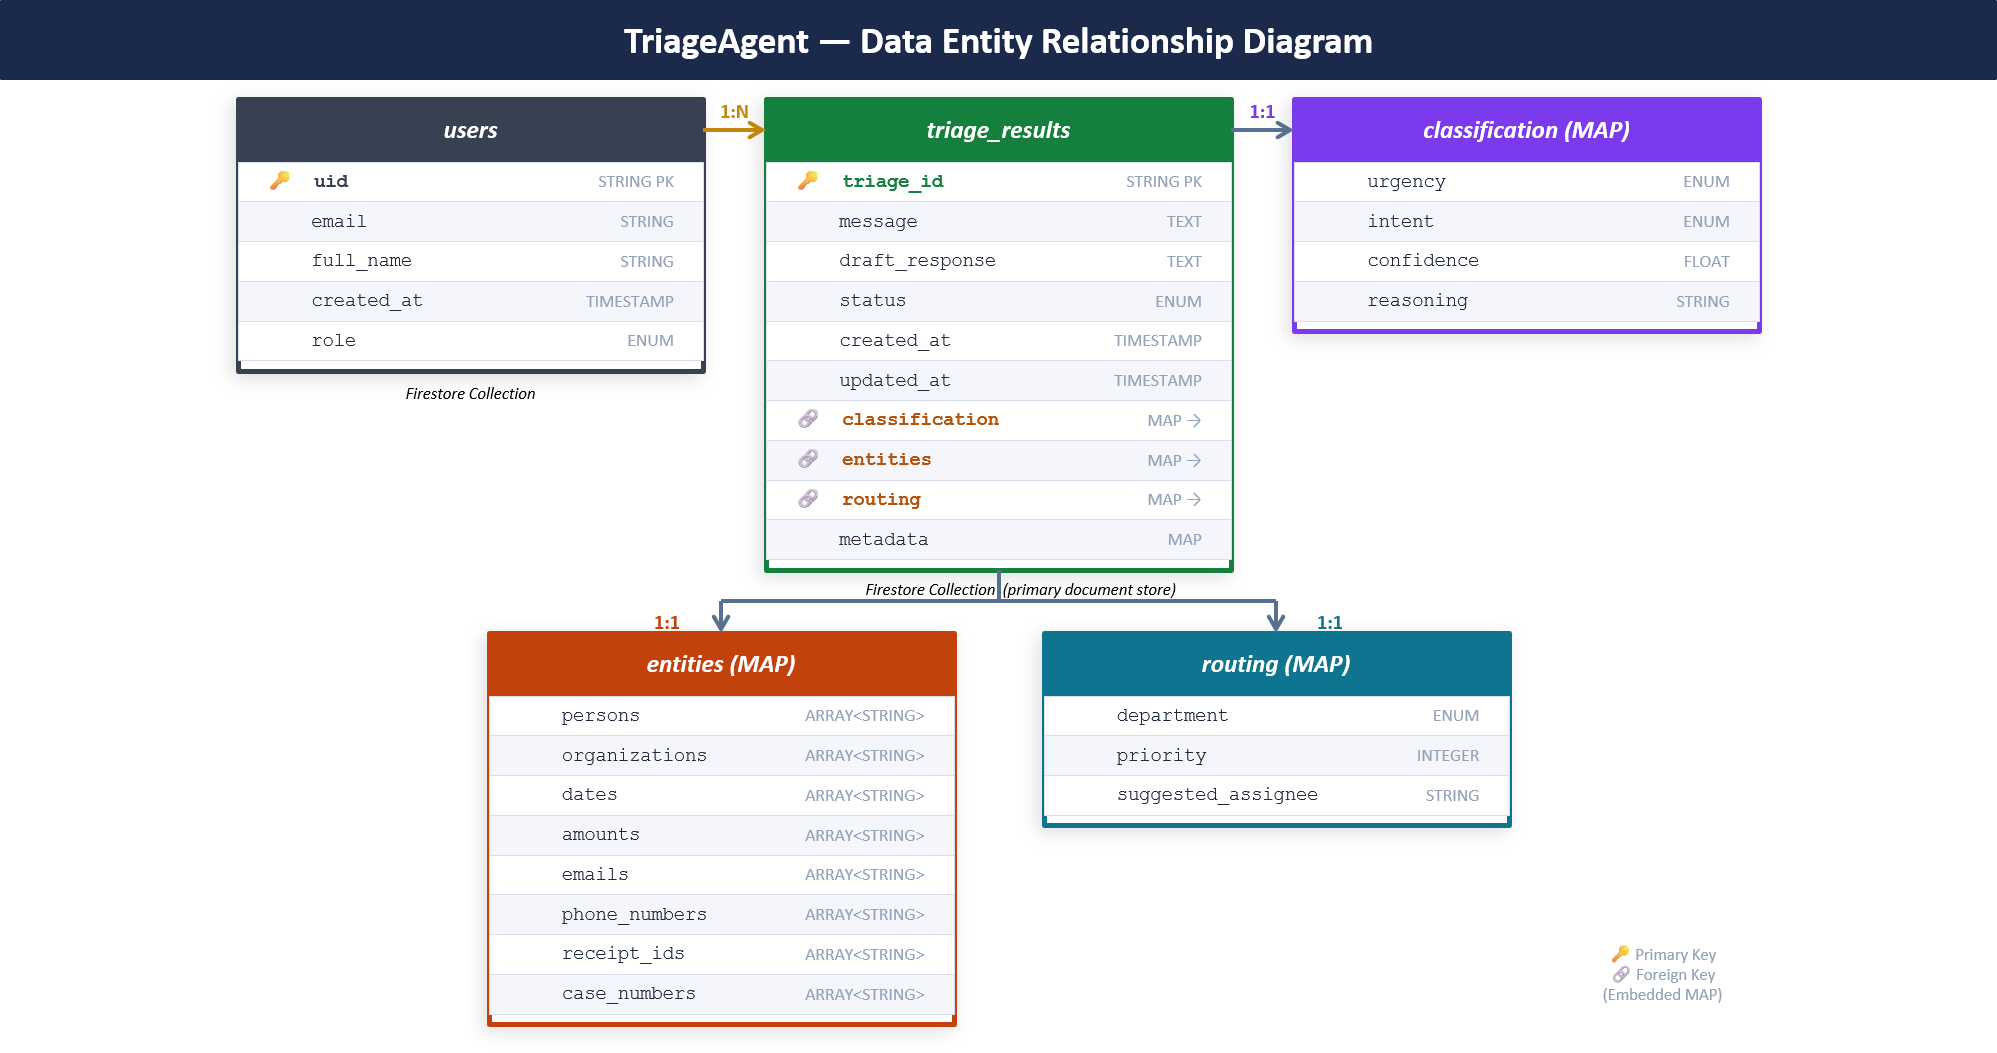 TriageAgent — Data Entity Relationship Diagram
users
uid STRING PK
email STRING
full_name STRING
created_at TIMESTAMP
role ENUM
Firestore Collection
1:N
triage_results
triage_id STRING PK
message TEXT
draft_response TEXT
status ENUM
created_at TIMESTAMP
updated_at TIMESTAMP
classification MAP →
entities MAP →
routing MAP →
metadata MAP
Firestore Collection (primary document store)
1:1
classification (MAP)
urgency ENUM
intent ENUM
confidence FLOAT
reasoning STRING
1:1
entities (MAP)
persons ARRAY<STRING>
organizations ARRAY<STRING>
dates ARRAY<STRING>
amounts ARRAY<STRING>
emails ARRAY<STRING>
phone_numbers ARRAY<STRING>
receipt_ids ARRAY<STRING>
case_numbers ARRAY<STRING>
1:1
routing (MAP)
department ENUM
priority INTEGER
suggested_assignee STRING
Primary Key
Foreign Key
(Embedded MAP)